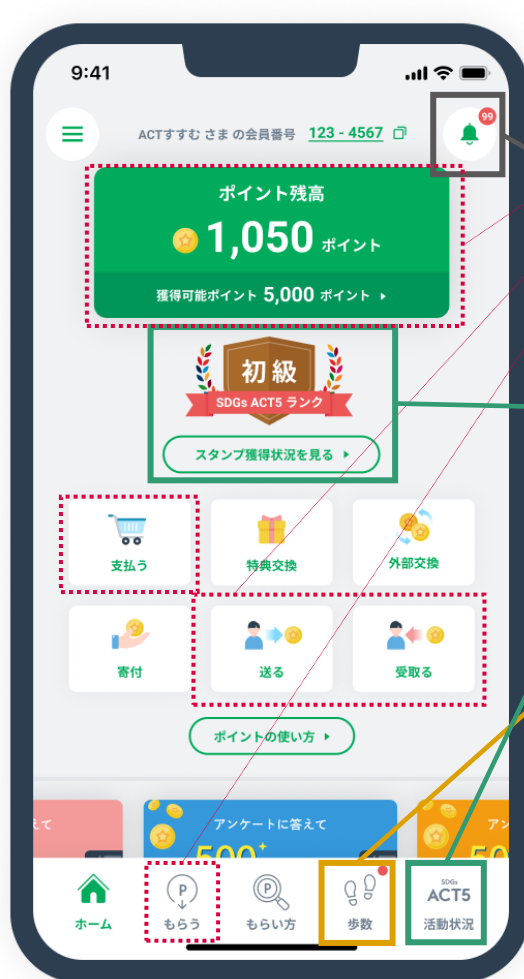 9:41
ACTすすむ さま の会員番号 123 - 4567
99
ポイント残高
1,050 ポイント
獲得可能ポイント 5,000 ポイント
初級
SDGs ACT5 ランク
スタンプ獲得状況を見る
支払う
特典交換
外部交換
寄付
送る
受取る
ポイントの使い方
えて
アンケートに答えて
アン
500
50
P
P
SDGs
ACT5
ホーム
もらう
もらい方
歩数
活動状況